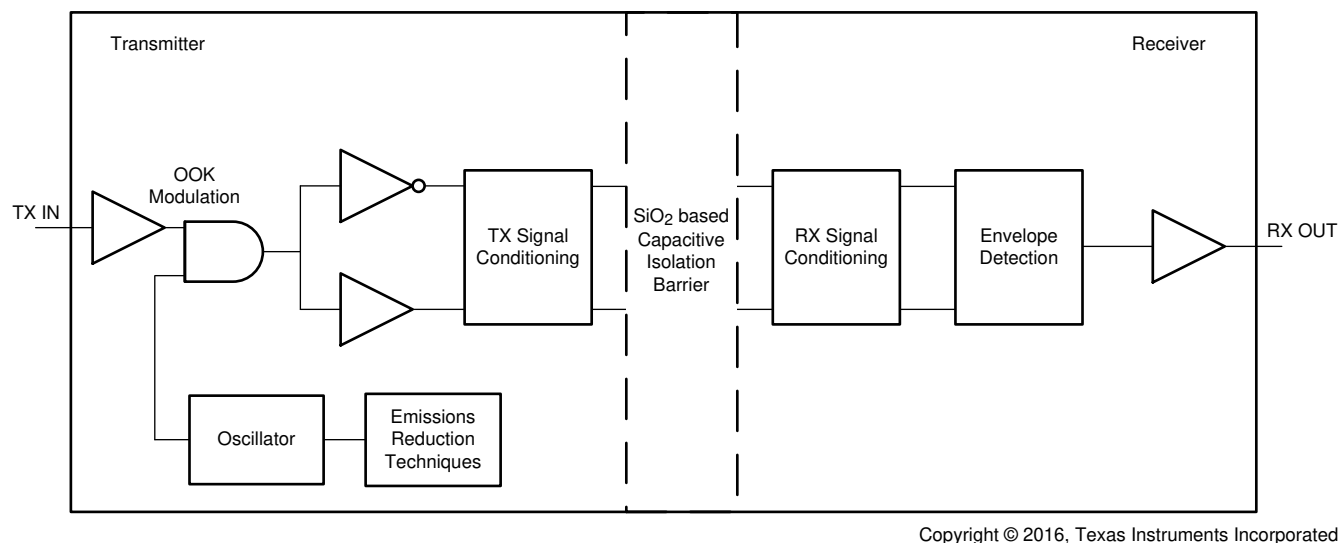 Transmitter
Receiver
OOK
Modulation
TX IN
TX Signal
Conditioning
SiO2 based
Capacitive
Isolation
Barrier
RX Signal
Conditioning
Envelope
Detection
RX OUT
Oscillator
Emissions
Reduction
Techniques
Copyright © 2016, Texas Instruments Incorporated